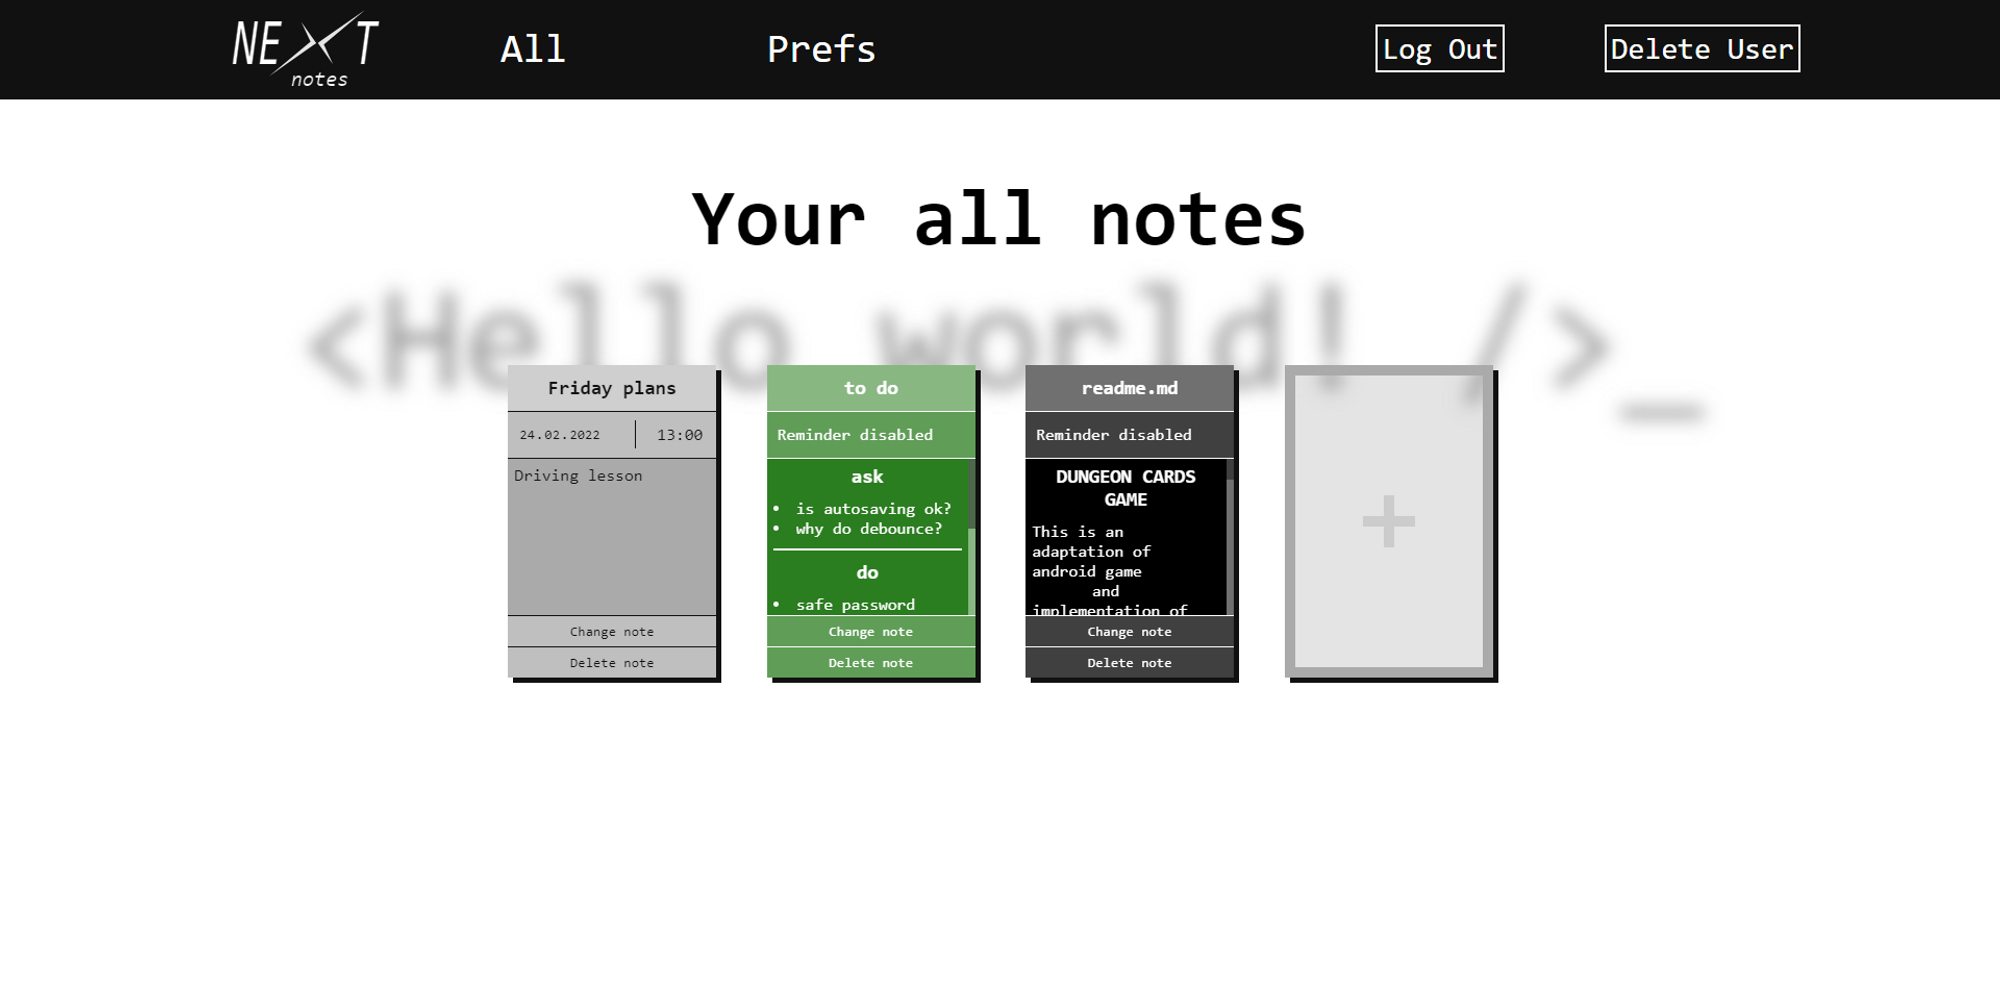 NEXT
notes
All
Prefs
Log Out
Delete User
Your all notes
<Hello world! />_
Friday plans
24.02.2022
13:00
Driving lesson
Change note
Delete note
to do
Reminder disabled
ask
• is autosaving ok?
• why do debounce?
do
• safe password
Change note
Delete note
readme.md
Reminder disabled
DUNGEON CARDS
GAME
This is an
adaptation of
android game
and
implementation of
Change note
Delete note
+